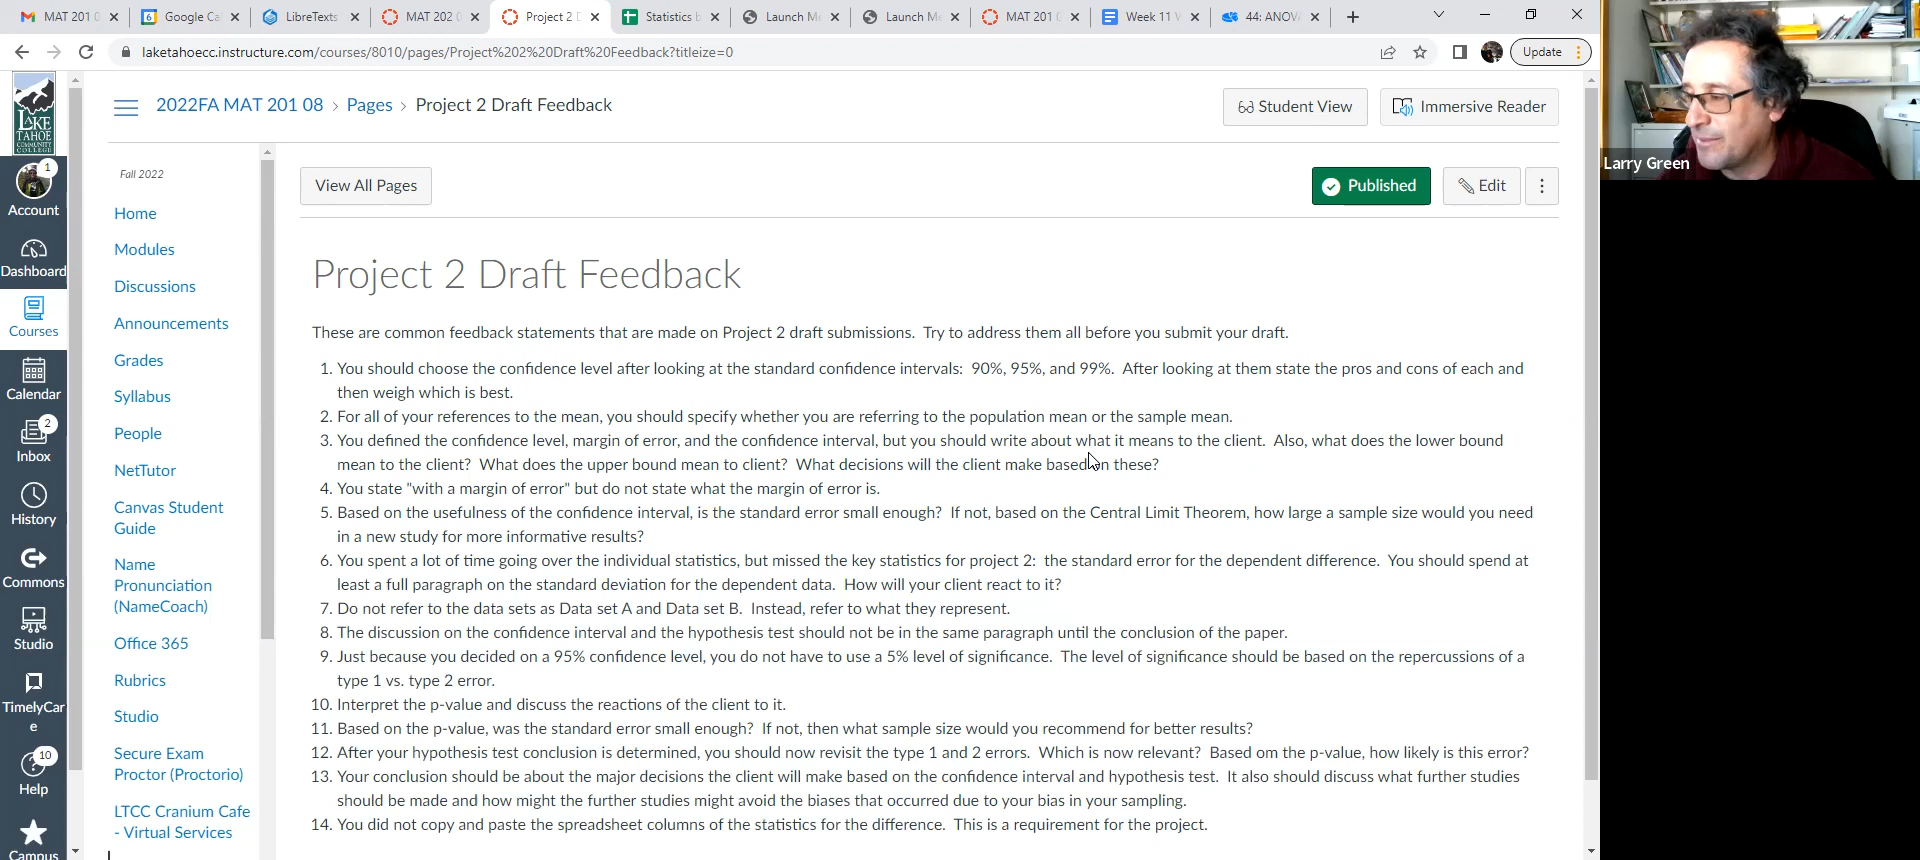 MAT 201 0
Google Ca
LibreTexts
MAT 202 0
Project 2 D
Statistics b
Launch Me
Launch Me
MAT 201 0
Week 11 V
44: ANOV
laketahoecc.instructure.com/courses/8010/pages/Project%202%20Draft%20Feedback?titleize=0
Update
LAKE
TAHOE
COMMUNITY
COLLEGE
1
Account
Dashboard
Courses
Calendar
2
Inbox
History
Commons
Studio
TimelyCar
e
10
Help
Campus
2022FA MAT 201 08 > Pages > Project 2 Draft Feedback
Student View
Immersive Reader
Fall 2022
Home
Modules
Discussions
Announcements
Grades
Syllabus
People
NetTutor
Canvas Student
Guide
Name
Pronunciation
(NameCoach)
Office 365
Rubrics
Studio
Secure Exam
Proctor (Proctorio)
LTCC Cranium Cafe
- Virtual Services
View All Pages
Published
Edit
Project 2 Draft Feedback
These are common feedback statements that are made on Project 2 draft submissions. Try to address them all before you submit your draft.
1. You should choose the confidence level after looking at the standard confidence intervals: 90%, 95%, and 99%. After looking at them state the pros and cons of each and
then weigh which is best.
2. For all of your references to the mean, you should specify whether you are referring to the population mean or the sample mean.
3. You defined the confidence level, margin of error, and the confidence interval, but you should write about what it means to the client. Also, what does the lower bound
mean to the client? What does the upper bound mean to client? What decisions will the client make based on these?
4. You state "with a margin of error" but do not state what the margin of error is.
5. Based on the usefulness of the confidence interval, is the standard error small enough? If not, based on the Central Limit Theorem, how large a sample size would you need
in a new study for more informative results?
6. You spent a lot of time going over the individual statistics, but missed the key statistics for project 2: the standard error for the dependent difference. You should spend at
least a full paragraph on the standard deviation for the dependent data. How will your client react to it?
7. Do not refer to the data sets as Data set A and Data set B. Instead, refer to what they represent.
8. The discussion on the confidence interval and the hypothesis test should not be in the same paragraph until the conclusion of the paper.
9. Just because you decided on a 95% confidence level, you do not have to use a 5% level of significance. The level of significance should be based on the repercussions of a
type 1 vs. type 2 error.
10. Interpret the p-value and discuss the reactions of the client to it.
11. Based on the p-value, was the standard error small enough? If not, then what sample size would you recommend for better results?
12. After your hypothesis test conclusion is determined, you should now revisit the type 1 and 2 errors. Which is now relevant? Based om the p-value, how likely is this error?
13. Your conclusion should be about the major decisions the client will make based on the confidence interval and hypothesis test. It also should discuss what further studies
should be made and how might the further studies might avoid the biases that occurred due to your bias in your sampling.
14. You did not copy and paste the spreadsheet columns of the statistics for the difference. This is a requirement for the project.
Larry Green